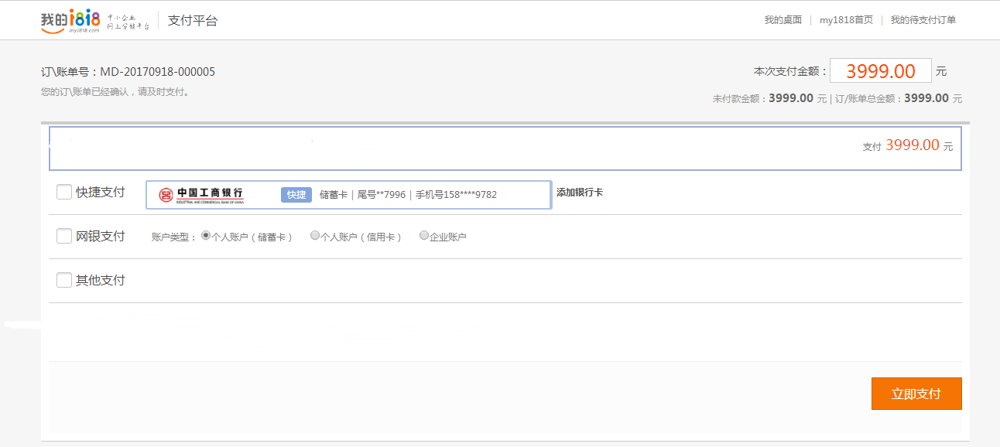 我的1818 中小企业 支付平台 我的桌面 | my1818首页 | 我的待支付订单
my1818.com 网上营销平台
订\账单号：MD-20170918-000005 本次支付金额： 3999.00 元
您的订\账单已经确认，请及时支付。 未付款金额：3999.00 元 | 订/账单总金额：3999.00 元
支付 3999.00 元
快捷支付 中国工商银行 快捷 储蓄卡 | 尾号**7996 | 手机号158****9782 添加银行卡
INDUSTRIAL AND COMMERCIAL BANK OF CHINA
网银支付 账户类型： 个人账户（储蓄卡） 个人账户（信用卡） 企业账户
其他支付
立即支付